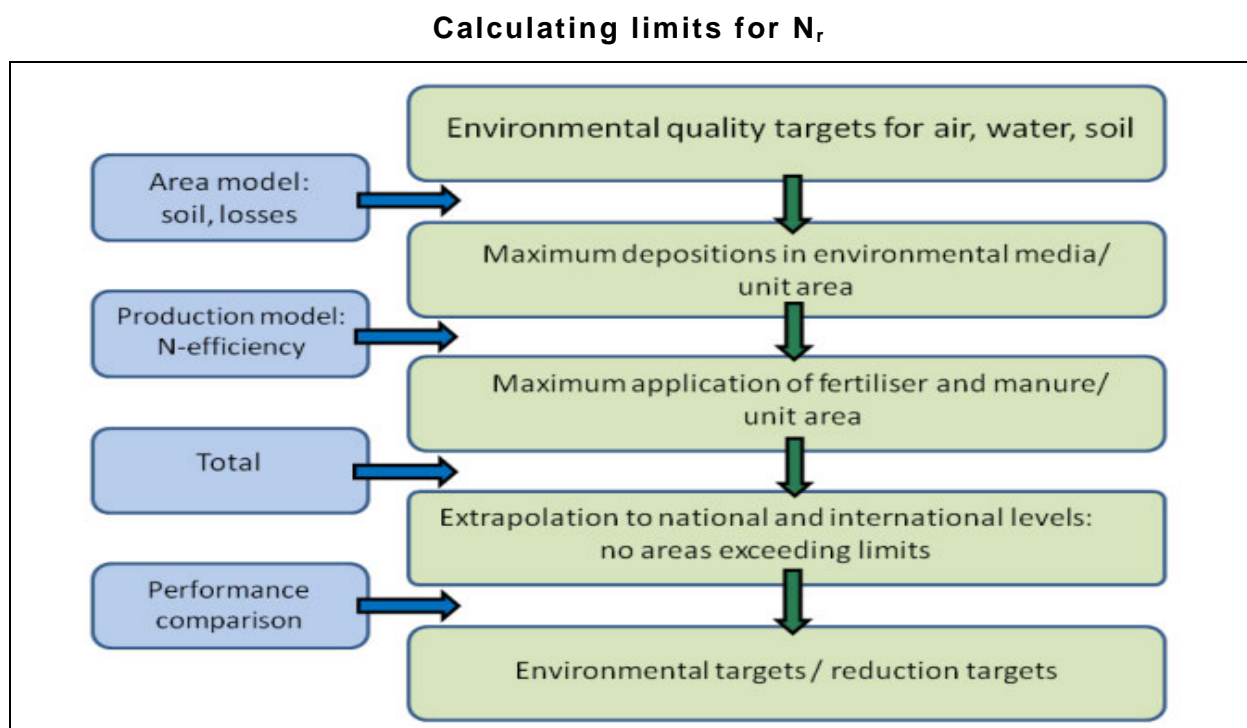 Calculating limits for Nr
Environmental quality targets for air, water, soil
Area model:
soil, losses
Maximum depositions in environmental media/
unit area
Production model:
N-efficiency
Maximum application of fertiliser and manure/
unit area
Total
Extrapolation to national and international levels:
no areas exceeding limits
Performance
comparison
Environmental targets/ reduction targets